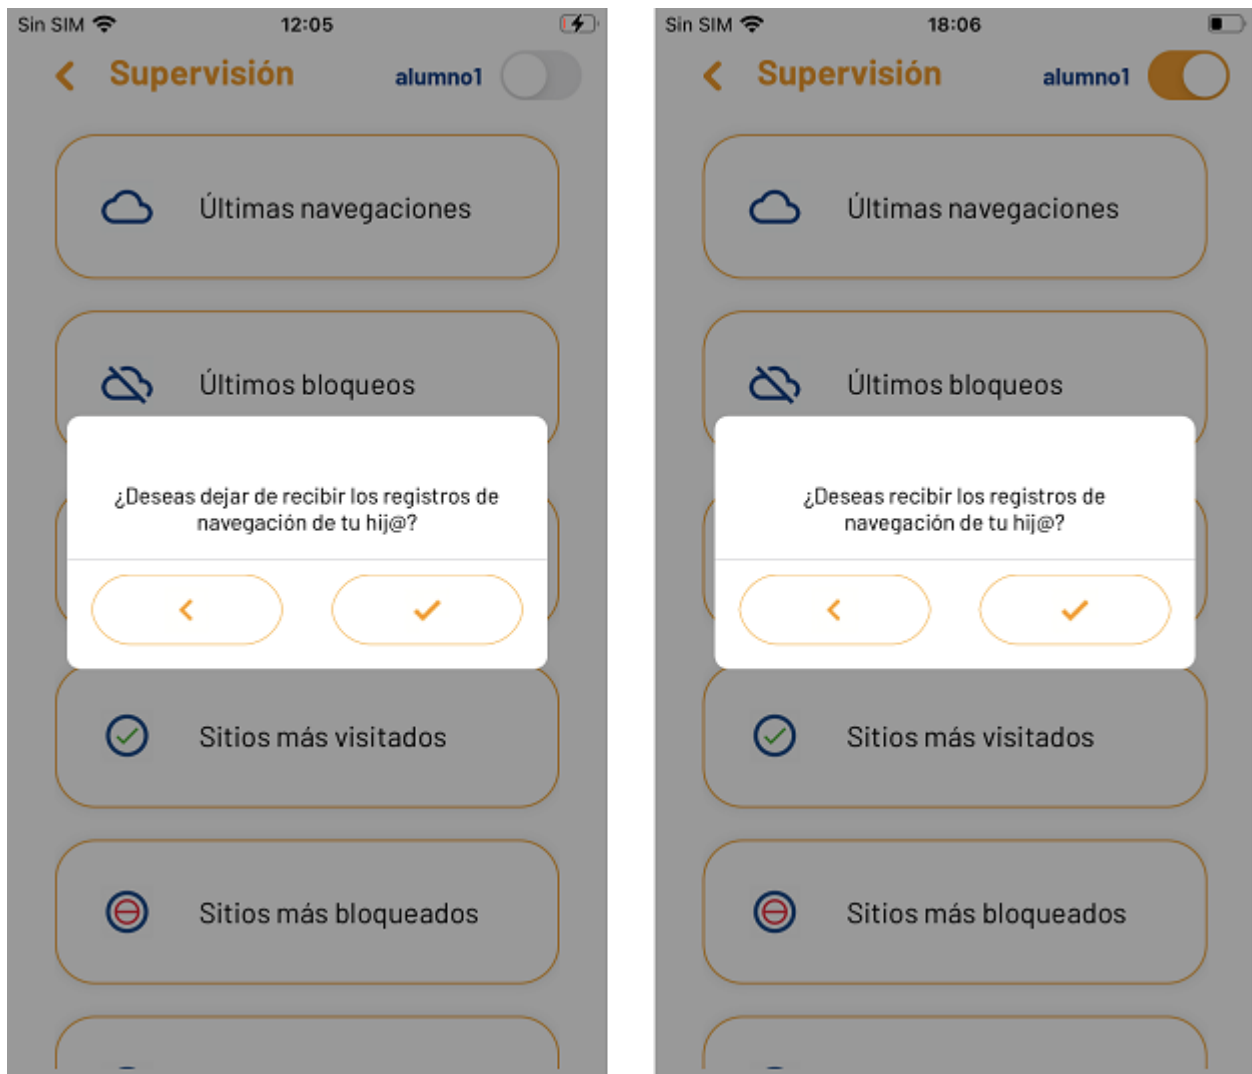 Sin SIM 12:05
Supervisión alumno1
Últimas navegaciones
Últimos bloqueos
¿Deseas dejar de recibir los registros de
navegación de tu hij@?
Sitios más visitados
Sitios más bloqueados
Sin SIM 18:06
Supervisión alumno1
Últimas navegaciones
Últimos bloqueos
¿Deseas recibir los registros de
navegación de tu hij@?
Sitios más visitados
Sitios más bloqueados